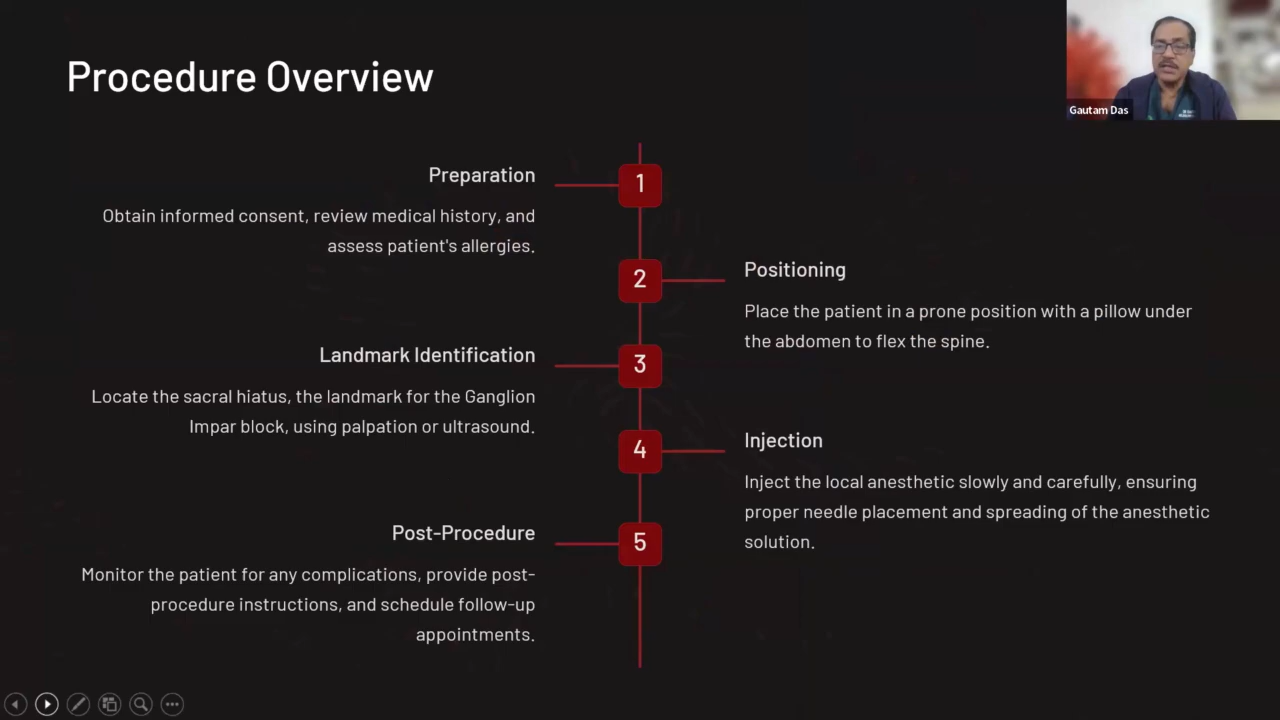 Procedure Overview
Gautam Das
1
Preparation
Obtain informed consent, review medical history, and
assess patient's allergies.
2
Positioning
Place the patient in a prone position with a pillow under
the abdomen to flex the spine.
3
Landmark Identification
Locate the sacral hiatus, the landmark for the Ganglion
Impar block, using palpation or ultrasound.
4
Injection
Inject the local anesthetic slowly and carefully, ensuring
proper needle placement and spreading of the anesthetic
solution.
5
Post-Procedure
Monitor the patient for any complications, provide post-
procedure instructions, and schedule follow-up
appointments.